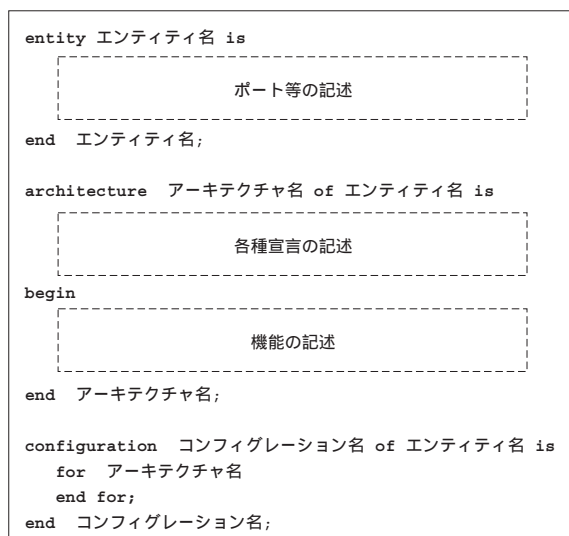 entity エンティティ名 is
ポート等の記述
end エンティティ名;
architecture アーキテクチャ名 of エンティティ名 is
各種宣言の記述
begin
機能の記述
end アーキテクチャ名;
configuration コンフィグレーション名 of エンティティ名 is
for アーキテクチャ名
end for;
end コンフィグレーション名;